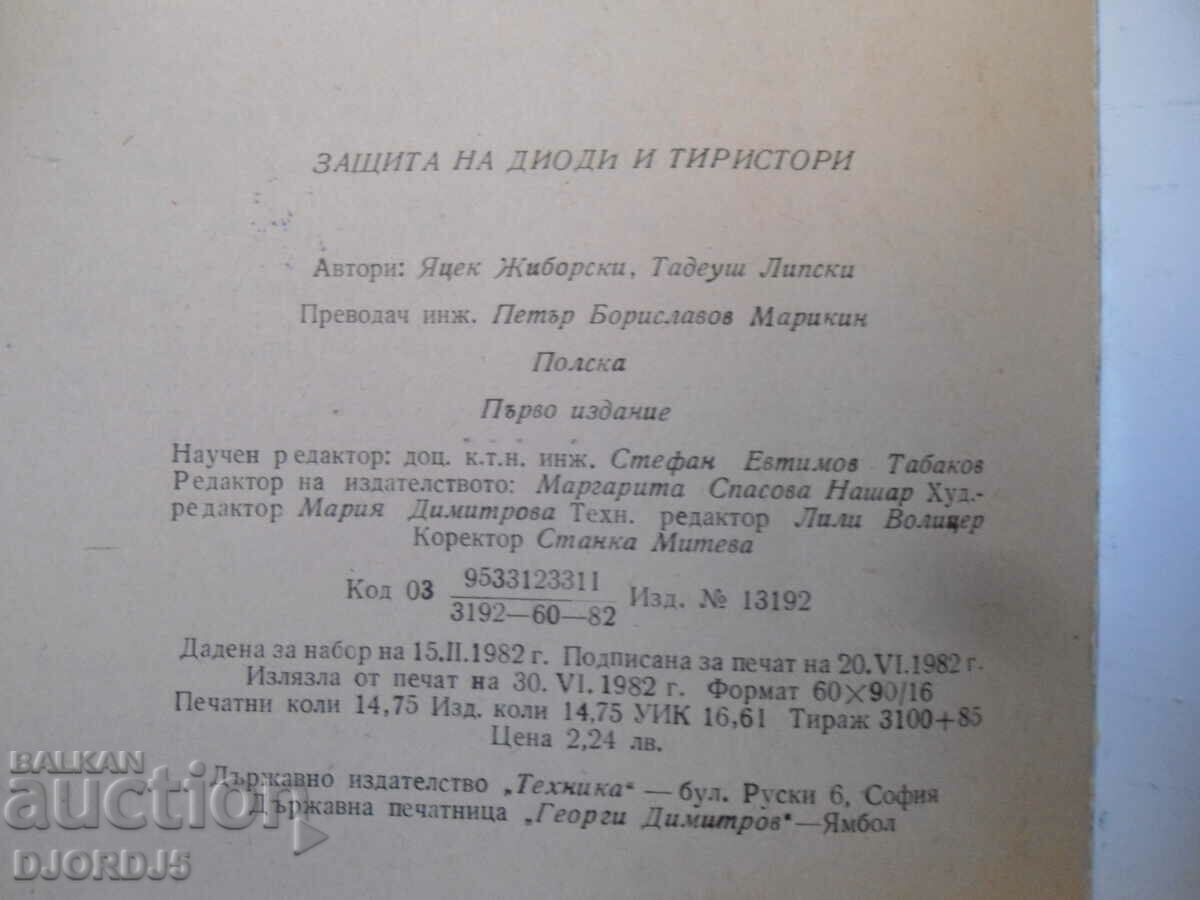 ЗАЩИТА НА ДИОДИ И ТИРИСТОРИ
Автори: Яцек Жиборски, Тадеуш Липски
Преводач инж. Петър Бориславов Марикин
Полска
Първо издание
Научен редактор: доц. к.т.н. инж. Стефан Евтимов Табаков
Редактор на издателството: Маргарита Спасова Нашар Худ.
редактор Мария Димитрова Техн. редактор Лили Волицер
Коректор Станка Митева
Код 03 9533123311 / 3192—60—82 Изд. № 13192
Дадена за набор на 15.II.1982 г. Подписана за печат на 20.VI.1982 г.
Излязла от печат на 30.VI.1982 г. Формат 60×90/16
Печатни коли 14,75 Изд. коли 14,75 УИК 16,61 Тираж 3100+85
Цена 2,24 лв.
Държавно издателство „Техника“ — бул. Руски 6, София
Държавна печатница „Георги Димитров“—Ямбол
BALKAN
auction
DJORDJ5